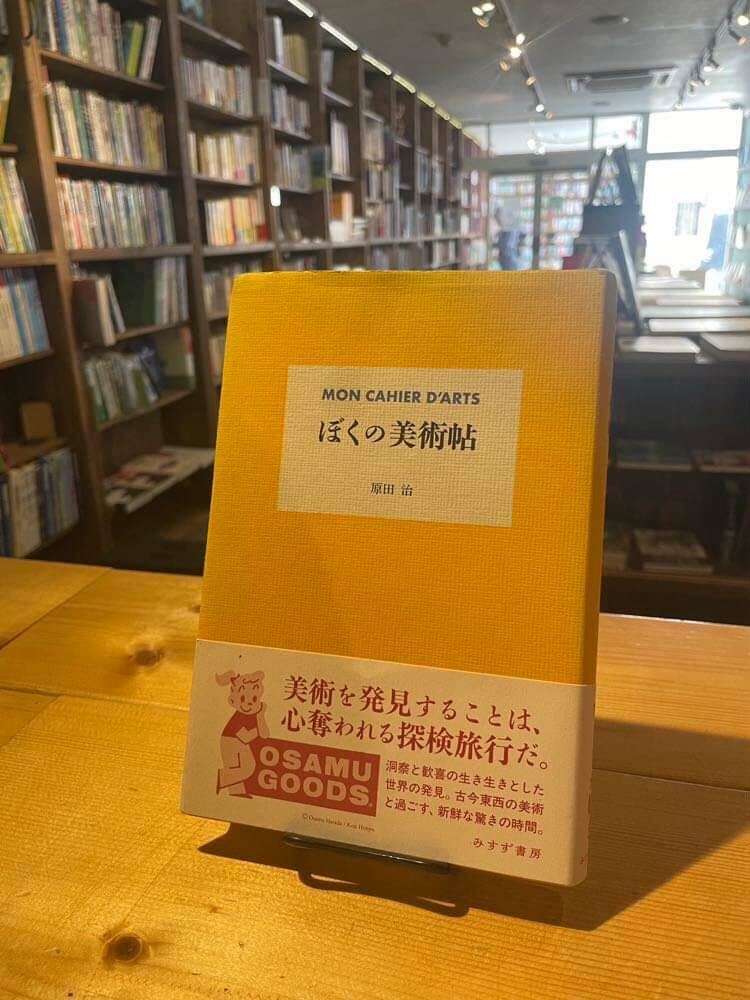 MON CAHIER D'ARTS
ぼくの美術帖
原田 治
美術を発見することは、
心奪われる探検旅行だ。
OSAMU
GOODS
洞察と歓喜の生き生きとした
世界の発見。古今東西の美術
と過ごす、新鮮な驚きの時間。
みすず書房